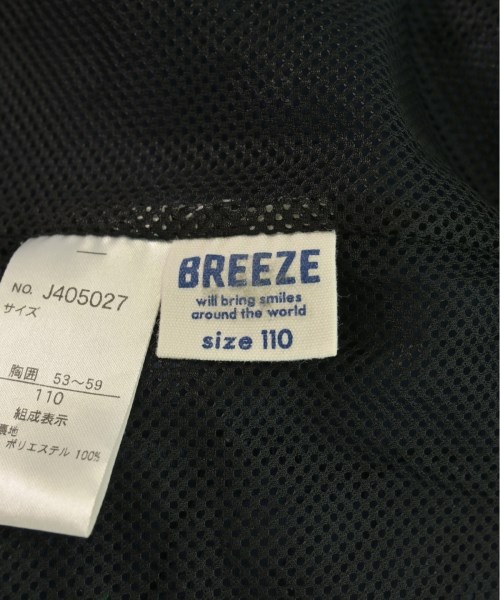 NO. J405027
サイズ
胸囲 53〜59
110
組成表示
裏地
ポリエステル 100%
BREEZE
will bring smiles
around the world
size 110